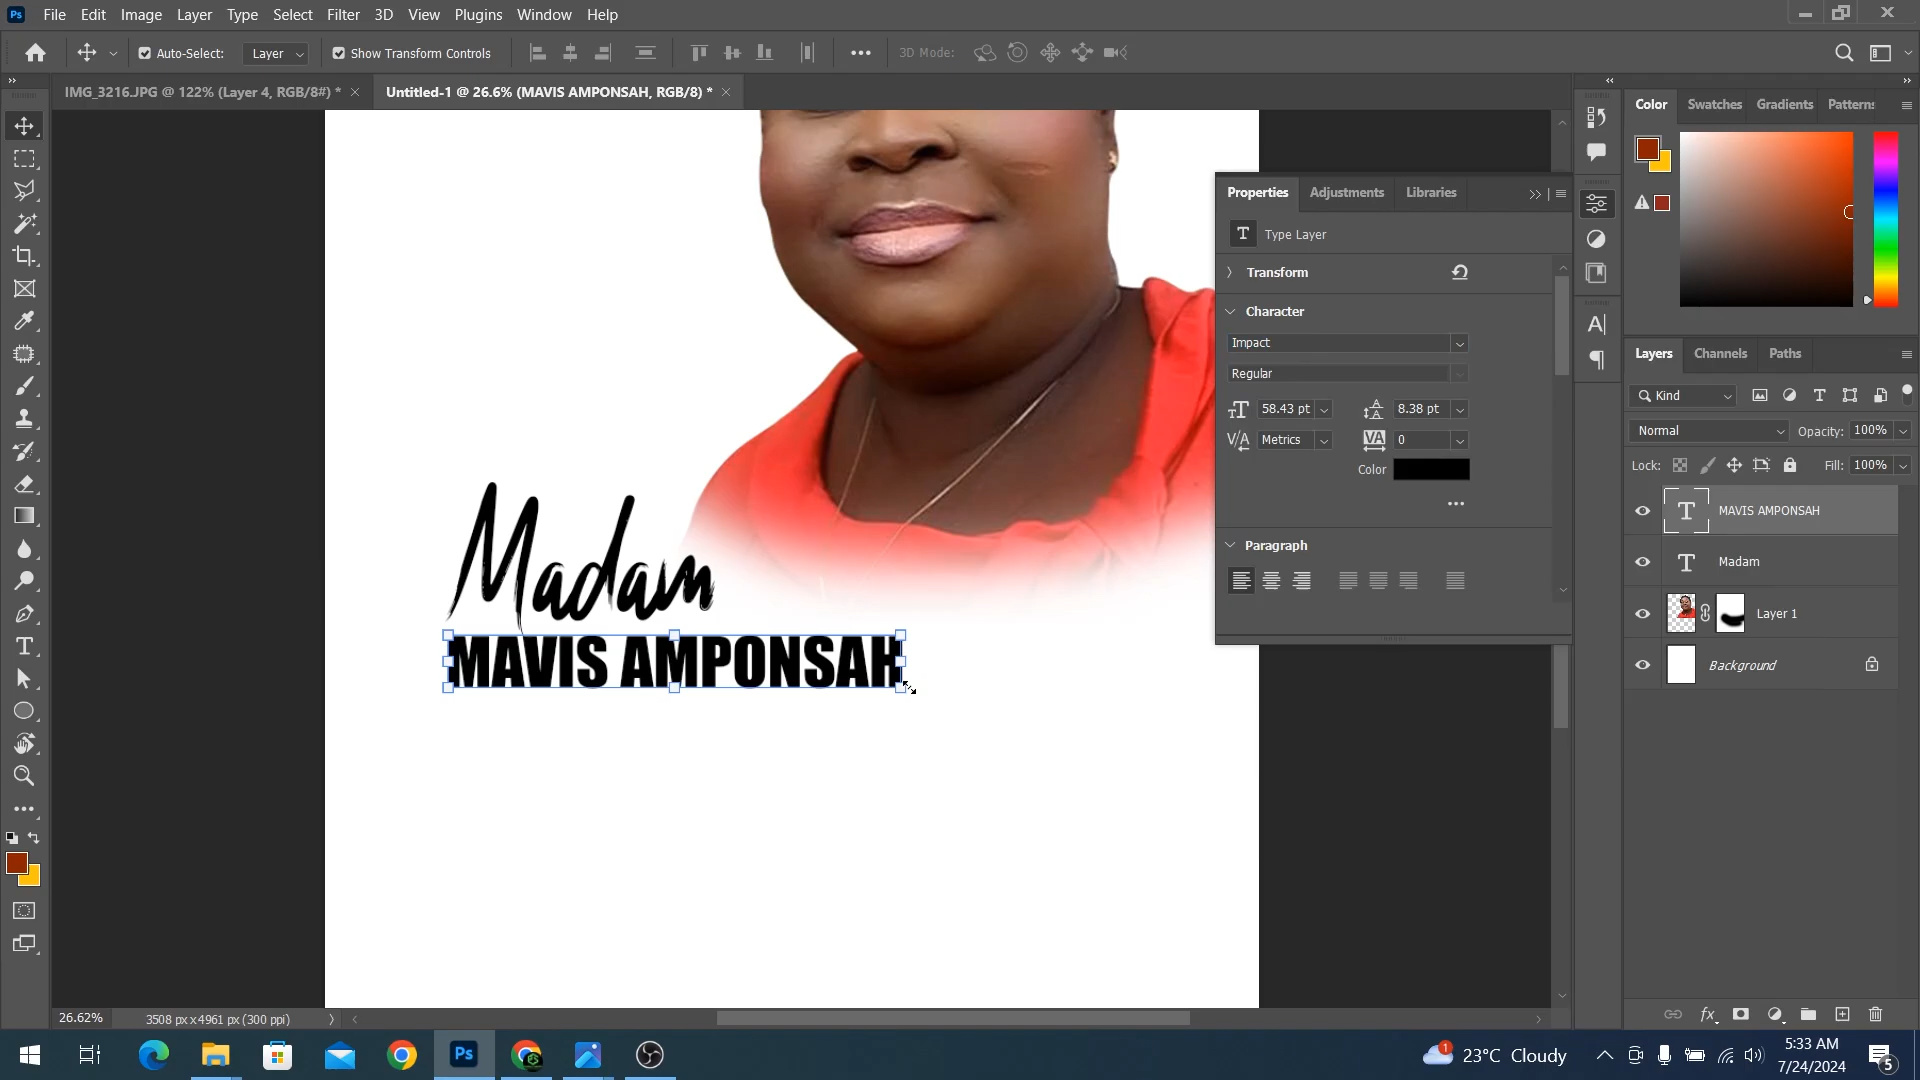 Ps File Edit Image Layer Type Select Filter 3D View Plugins Window Help
Auto-Select: Layer Show Transform Controls 3D Mode:
IMG_3216.JPG @ 122% (Layer 4, RGB/8#) * Untitled-1 @ 26.6% (MAVIS AMPONSAH, RGB/8) *
Color Swatches Gradients Patterns
Properties Adjustments Libraries
T Type Layer
Transform
Character
Impact
Regular
58.43 pt 8.38 pt
Metrics 0
Color
Paragraph
Layers Channels Paths
Kind
Normal Opacity: 100%
Lock: Fill: 100%
T MAVIS AMPONSAH
T Madam
Layer 1
Background
Madam
MAVIS AMPONSAH
26.62% 3508 px x 4961 px (300 ppi)
Ps 1 23°C Cloudy 5:33 AM
7/24/2024 5